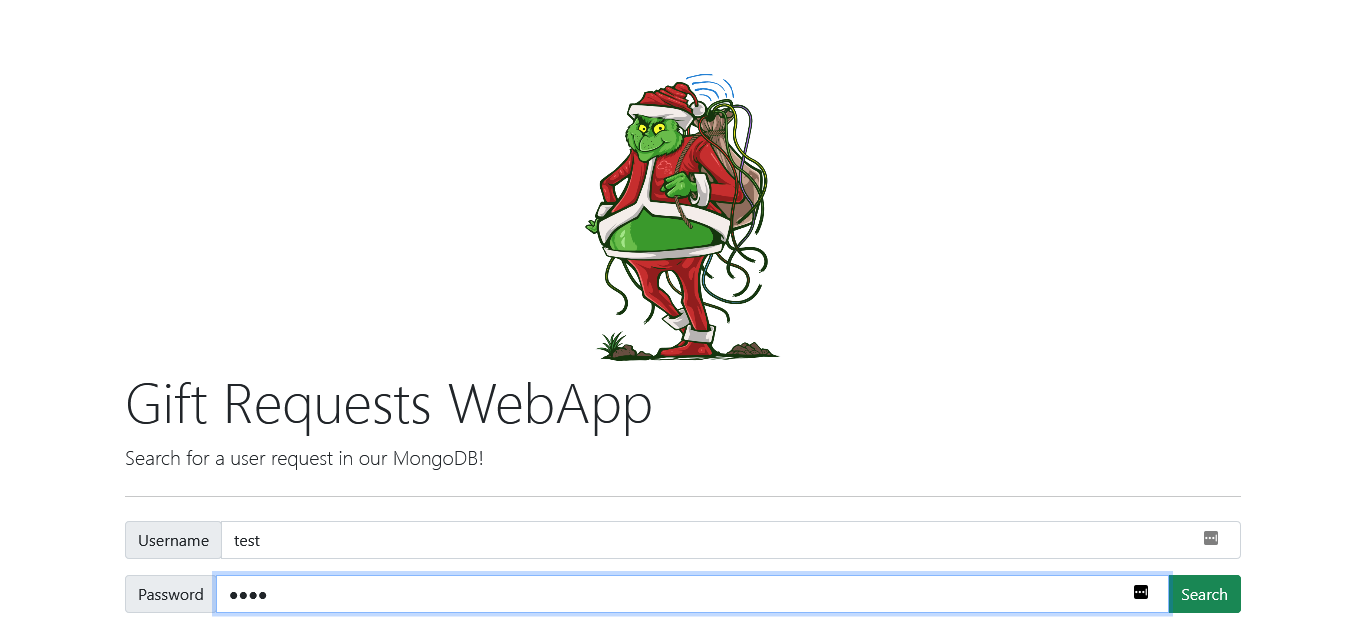 Gift Requests WebApp
Search for a user request in our MongoDB!
Username test
Password ●●●● Search